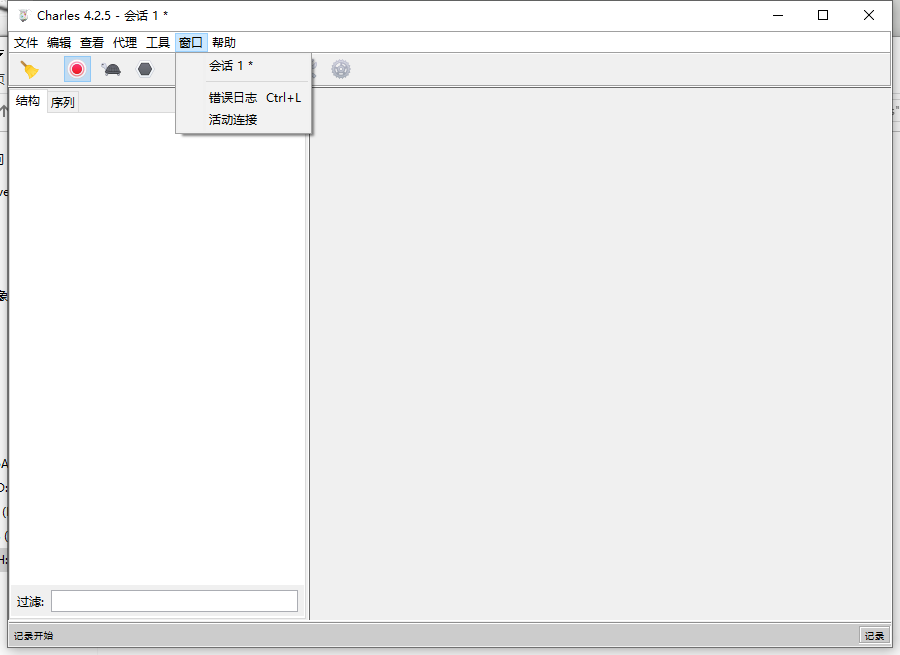 Charles 4.2.5 - 会话 1 *
文件 编辑 查看 代理 工具 窗口 帮助
会话 1 *
错误日志 Ctrl+L
活动连接
结构 序列
过滤:
记录开始
记录